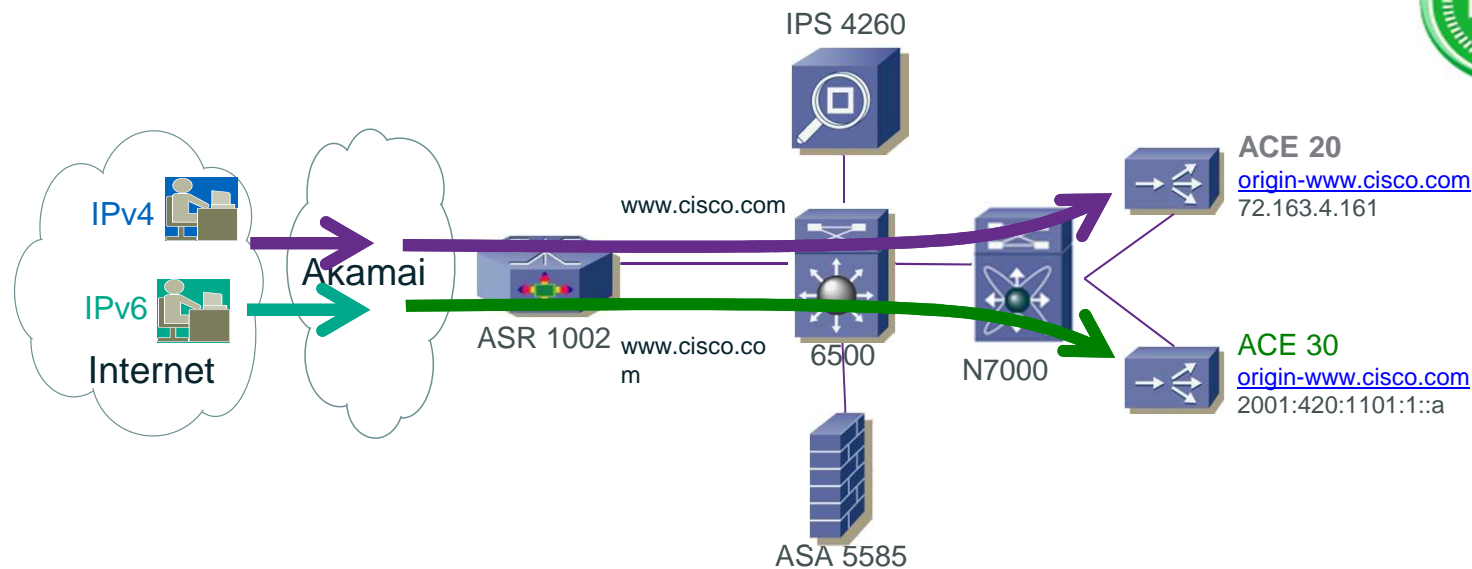 IPS 4260
IPv4
IPv6
Internet
Akamai
ASR 1002
www.cisco.com
www.cisco.co
m
6500
N7000
ASA 5585
ACE 20
origin-www.cisco.com
72.163.4.161
ACE 30
origin-www.cisco.com
2001:420:1101:1::a